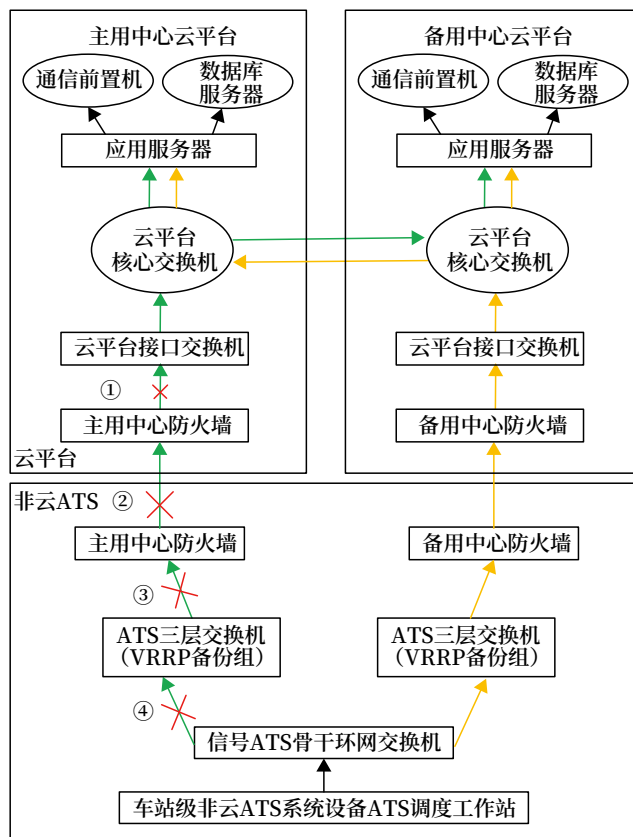 主用中心云平台
通信前置机
数据库
服务器
应用服务器
云平台
核心交换机
云平台接口交换机
①
主用中心防火墙
云平台
备用中心云平台
通信前置机
数据库
服务器
应用服务器
云平台
核心交换机
云平台接口交换机
备用中心防火墙
非云ATS
②
主用中心防火墙
备用中心防火墙
③
ATS三层交换机
（VRRP备份组）
ATS三层交换机
（VRRP备份组）
④
信号ATS骨干环网交换机
车站级非云ATS系统设备ATS调度工作站